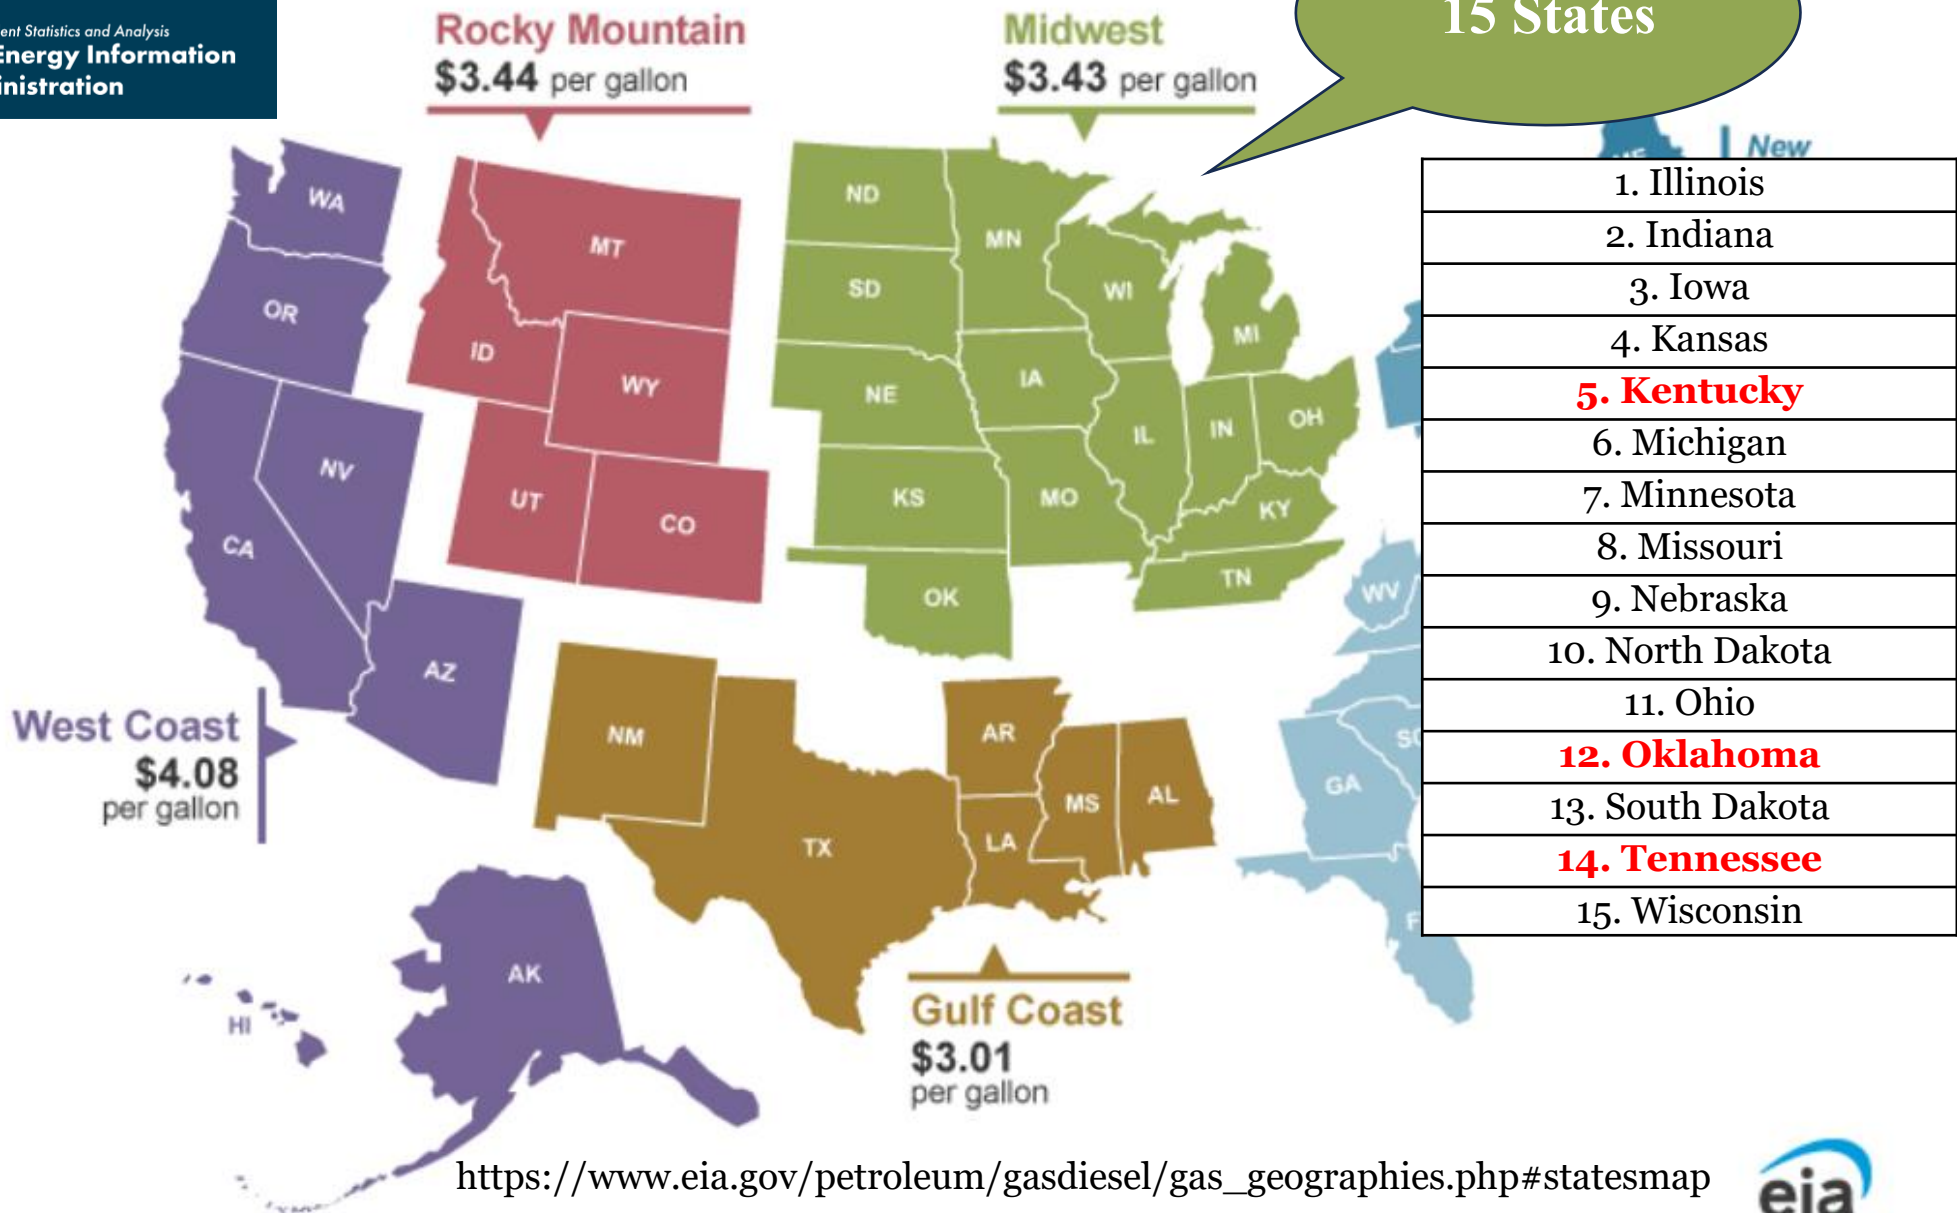 ent Statistics and Analysis
Energy Information
inistration
Rocky Mountain
$3.44 per gallon
Midwest
$3.43 per gallon
15 States
New
ME
WA
OR
CA
NV
AZ
MT
ID
WY
UT
CO
ND
SD
NE
KS
OK
MN
IA
MO
WI
IL
MI
IN
OH
KY
TN
WV
SC
GA
F
NM
TX
AR
LA
MS
AL
AK
HI
West Coast
$4.08
per gallon
Gulf Coast
$3.01
per gallon
1. Illinois
2. Indiana
3. Iowa
4. Kansas
5. Kentucky
6. Michigan
7. Minnesota
8. Missouri
9. Nebraska
10. North Dakota
11. Ohio
12. Oklahoma
13. South Dakota
14. Tennessee
15. Wisconsin
https://www.eia.gov/petroleum/gasdiesel/gas_geographies.php#statesmap
eia